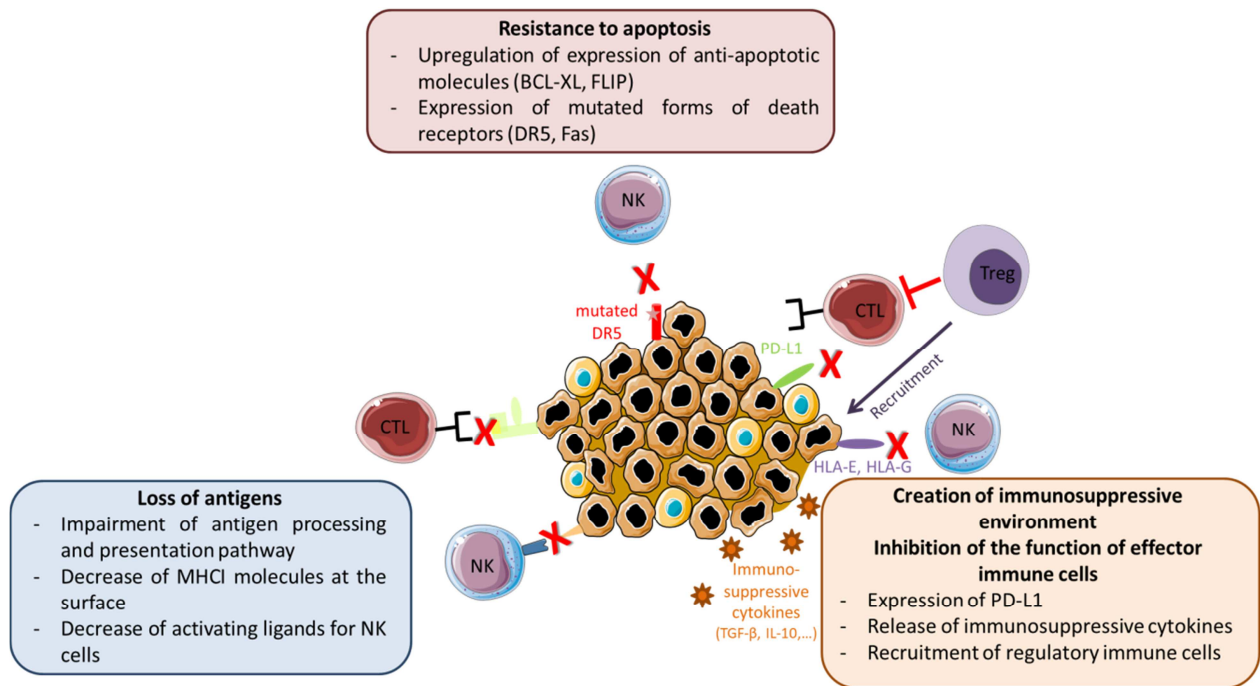 Resistance to apoptosis
- Upregulation of expression of anti-apoptotic
molecules (BCL-XL, FLIP)
- Expression of mutated forms of death
receptors (DR5, Fas)
NK
mutated
DR5
PD-L1
CTL
Treg
Recruitment
CTL
NK
HLA-E, HLA-G
NK
Immuno-
suppressive
cytokines
(TGF-β, IL-10,...)
Loss of antigens
- Impairment of antigen processing
and presentation pathway
- Decrease of MHCI molecules at the
surface
- Decrease of activating ligands for NK
cells
Creation of immunosuppressive
environment
Inhibition of the function of effector
immune cells
- Expression of PD-L1
- Release of immunosuppressive cytokines
- Recruitment of regulatory immune cells